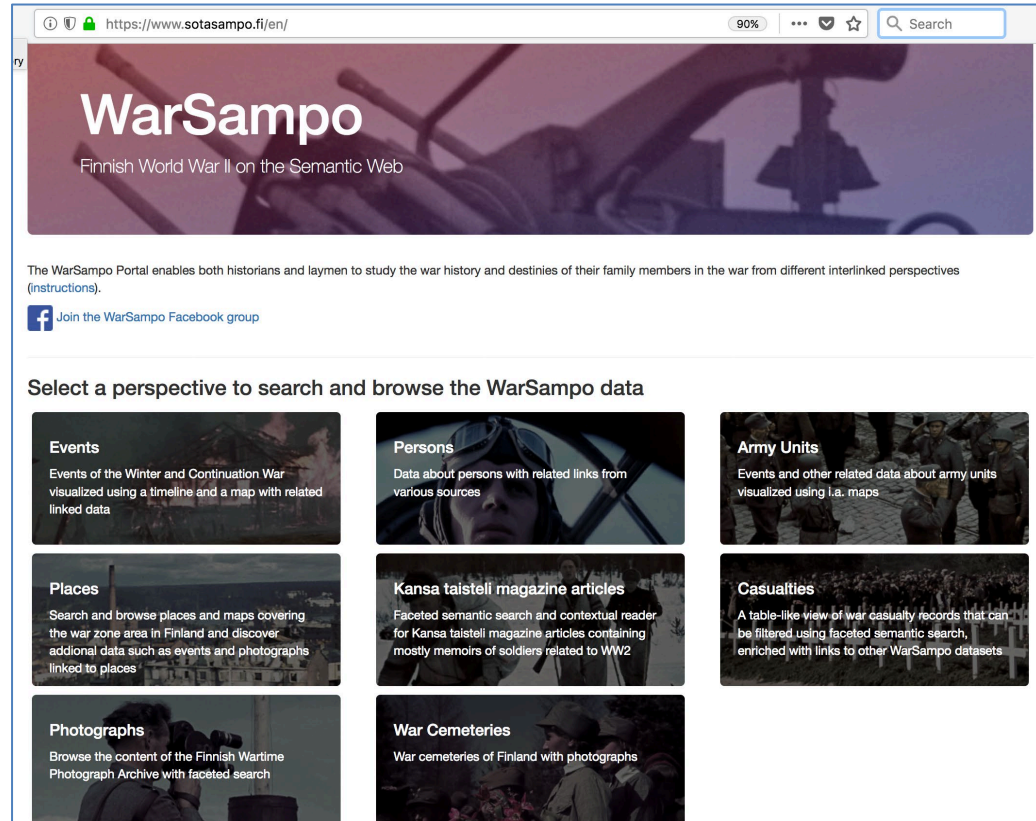 https://www.sotasampo.fi/en/
90%
Search
ry
WarSampo
Finnish World War II on the Semantic Web
The WarSampo Portal enables both historians and laymen to study the war history and destinies of their family members in the war from different interlinked perspectives
(instructions).
Join the WarSampo Facebook group
Select a perspective to search and browse the WarSampo data
Events
Events of the Winter and Continuation War
visualized using a timeline and a map with related
linked data
Persons
Data about persons with related links from
various sources
Army Units
Events and other related data about army units
visualized using i.a. maps
Places
Search and browse places and maps covering
the war zone area in Finland and discover
addional data such as events and photographs
linked to places
Kansa taisteli magazine articles
Faceted semantic search and contextual reader
for Kansa taisteli magazine articles containing
mostly memoirs of soldiers related to WW2
Casualties
A table-like view of war casualty records that can
be filtered using faceted semantic search,
enriched with links to other WarSampo datasets
Photographs
Browse the content of the Finnish Wartime
Photograph Archive with faceted search
War Cemeteries
War cemeteries of Finland with photographs